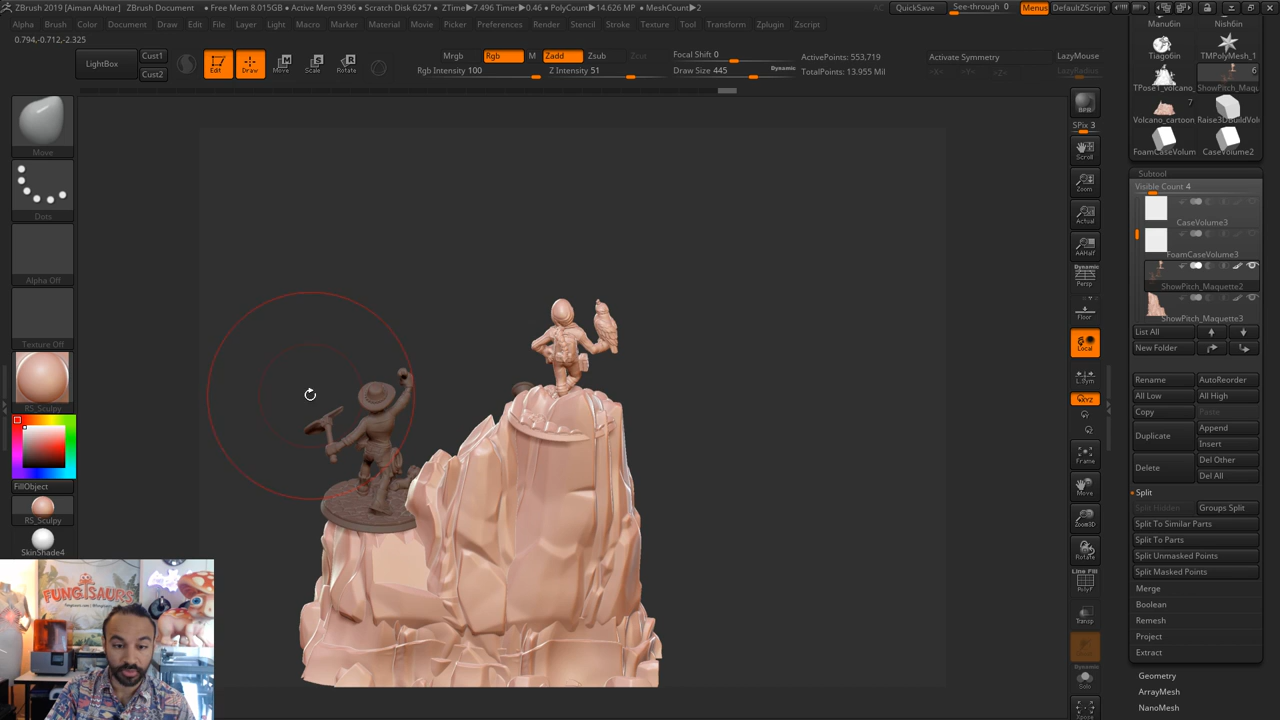 ZBrush 2019 [Aiman Akhtar]   ZBrush Document   • Free Mem 8.015GB • Active Mem 9396 • Scratch Disk 6257 • ZTime▶7.496 Timer▶0.46 • PolyCount▶14.626 MP • MeshCount▶2   AC   QuickSave   See-through 0   Menus   DefaultZScript
Alpha   Brush   Color   Document   Draw   Edit   File   Layer   Light   Macro   Marker   Material   Movie   Picker   Preferences   Render   Stencil   Stroke   Texture   Tool   Transform   Zplugin   Zscript
0.794,-0.712,-2.325
LightBox
Cust1
Cust2
Edit
Draw
Move
Scale
Rotate
Mrgb   Rgb   M   Zadd   Zsub   Zcut
Rgb Intensity 100   Z Intensity 51
Focal Shift 0
Draw Size 445   Dynamic
ActivePoints: 553,719
TotalPoints: 13.955 Mil
Activate Symmetry
>X<   >Y<   >Z<
LazyMouse
LazyRadius
Move
Dots
Alpha Off
Texture Off
RS_Sculpy
FillObject
RS_Sculpy
SkinShade4
FUNGISAURS
BPR
SPix 3
Scroll
Zoom
Actual
AAHalf
Dynamic
Persp
Floor
Local
L.Sym
Frame
Move
Zoom3D
Rotate
Line Fill
PolyF
Transp
Dynamic
Solo
Xpose
Manu6in   Nish6in
Tiago6in   TMPolyMesh_1
6
TPose1_volcano_   ShowPitch_Maqu
7
Volcano_cartoon   Raise3DBuildVol
FoamCaseVolum   CaseVolume2
Subtool
Visible Count 4
CaseVolume3
FoamCaseVolume3
ShowPitch_Maquette2
ShowPitch_Maquette3
List All
New Folder
Rename   AutoReorder
All Low   All High
Copy   Paste
Duplicate   Append
Insert
Delete   Del Other
Del All
Split
Split Hidden   Groups Split
Split To Similar Parts
Split To Parts
Split Unmasked Points
Split Masked Points
Merge
Boolean
Remesh
Project
Extract
Geometry
ArrayMesh
NanoMesh